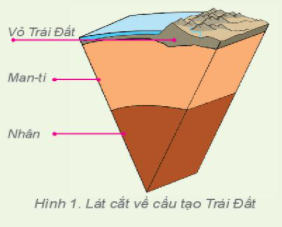 Vỏ Trái Đất
Man-ti
Nhân
Hình 1. Lát cắt về cấu tạo Trái Đất